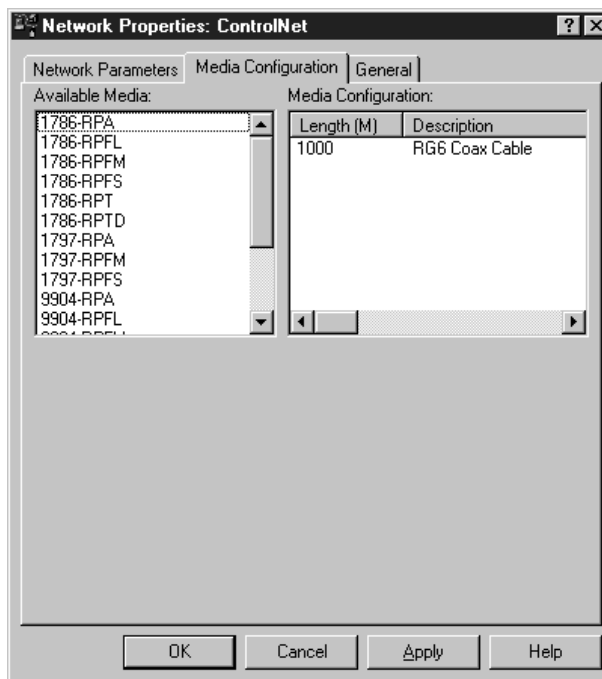 Network Properties: ControlNet
Network Parameters
Media Configuration
General
Available Media:
1786-RPA
1786-RPFL
1786-RPFM
1786-RPFS
1786-RPT
1786-RPTD
1797-RPA
1797-RPFM
1797-RPFS
9904-RPA
9904-RPFL
Media Configuration:
Length (M) Description
1000 RG6 Coax Cable
OK Cancel Apply Help